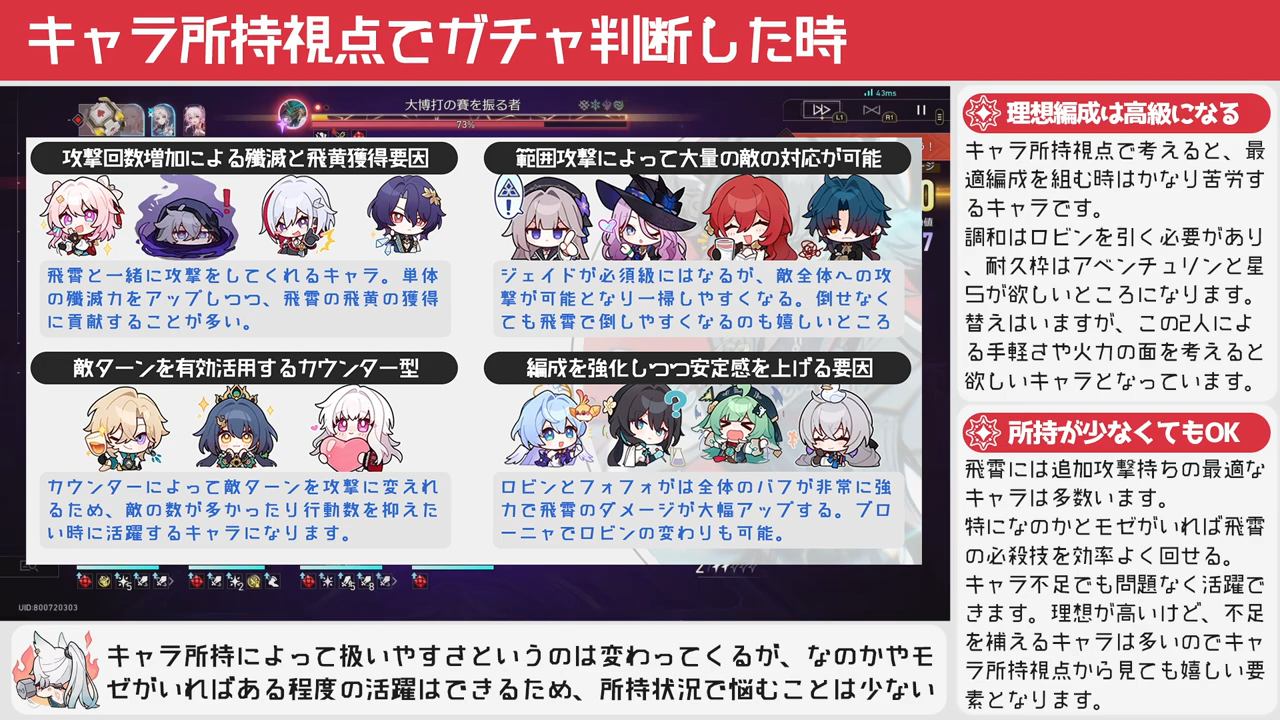 キャラ所持視点でガチャ判断した時
43ms
大博打の賽を振る者
73%
L1
R1
攻撃回数増加による殲滅と飛黄獲得要因
飛霄と一緒に攻撃をしてくれるキャラ。単体
の殲滅力をアップしつつ、飛霄の飛黄の獲得
に貢献することが多い。
範囲攻撃によって大量の敵の対応が可能
ジェイドが必須級にはなるが、敵全体への攻
撃が可能となり一掃しやすくなる。倒せなく
ても飛霄で倒しやすくなるのも嬉しいところ
敵ターンを有効活用するカウンター型
カウンターによって敵ターンを攻撃に変えれ
るため、敵の数が多かったり行動数を抑えた
い時に活躍するキャラになります。
編成を強化しつつ安定感を上げる要因
ロビンとフォフォがは全体のバフが非常に強
力で飛霄のダメージが大幅アップする。ブロ
ーニャでロビンの変わりも可能。
UID:800720303
理想編成は高級になる
キャラ所持視点で考えると、最
適編成を組む時はかなり苦労す
るキャラです。
調和はロビンを引く必要があり
、耐久枠はアベンチュリンと星
5が欲しいところになります。
替えはいますが、この2人によ
る手軽さや火力の面を考えると
欲しいキャラとなっています。
所持が少なくてもOK
飛霄には追加攻撃持ちの最適な
キャラは多数います。
特になのかとモゼがいれば飛霄
の必殺技を効率よく回せる。
キャラ不足でも問題なく活躍で
きます。理想が高いけど、不足
を補えるキャラは多いのでキャ
ラ所持視点から見ても嬉しい要
素となります。
キャラ所持によって扱いやすさというのは変わってくるが、なのかやモ
ゼがいればある程度の活躍はできるため、所持状況で悩むことは少ない